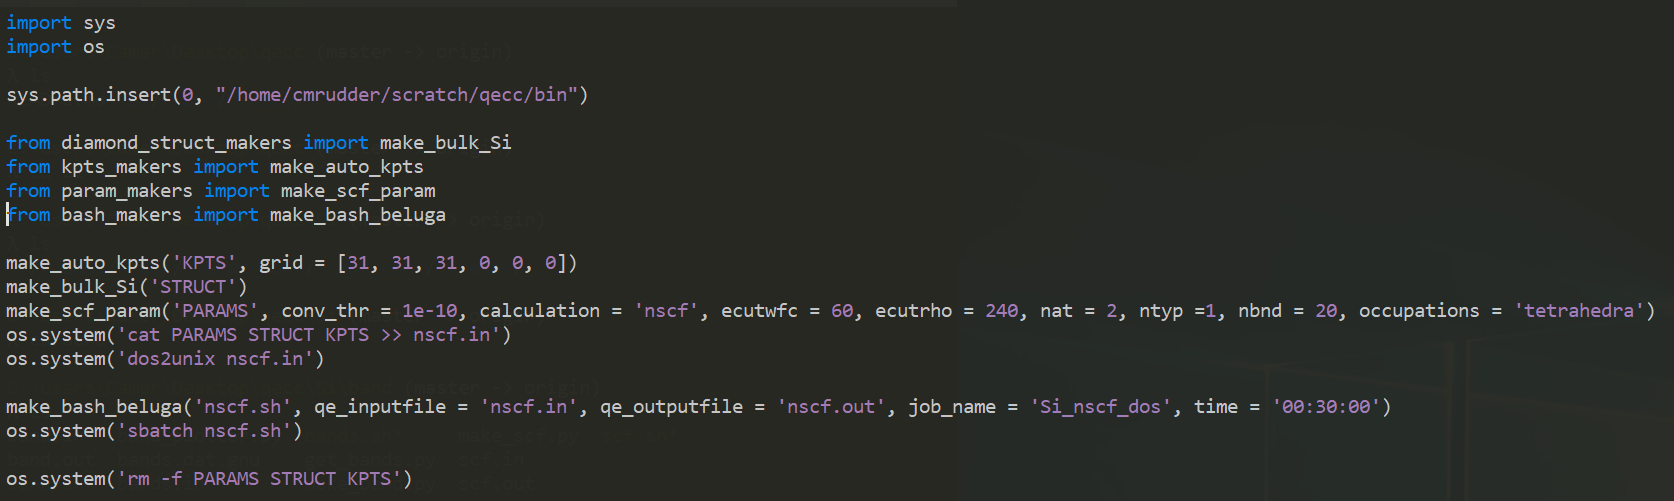 import sys
import os
sys.path.insert(0, "/home/cmrudder/scratch/qecc/bin")
from diamond_struct_makers import make_bulk_Si
from kpts_makers import make_auto_kpts
from param_makers import make_scf_param
from bash_makers import make_bash_beluga
make_auto_kpts('KPTS', grid = [31, 31, 31, 0, 0, 0])
make_bulk_Si('STRUCT')
make_scf_param('PARAMS', conv_thr = 1e-10, calculation = 'nscf', ecutwfc = 60, ecutrho = 240, nat = 2, ntyp =1, nbnd = 20, occupations = 'tetrahedra')
os.system('cat PARAMS STRUCT KPTS >> nscf.in')
os.system('dos2unix nscf.in')
make_bash_beluga('nscf.sh', qe_inputfile = 'nscf.in', qe_outputfile = 'nscf.out', job_name = 'Si_nscf_dos', time = '00:30:00')
os.system('sbatch nscf.sh')
os.system('rm -f PARAMS STRUCT KPTS')